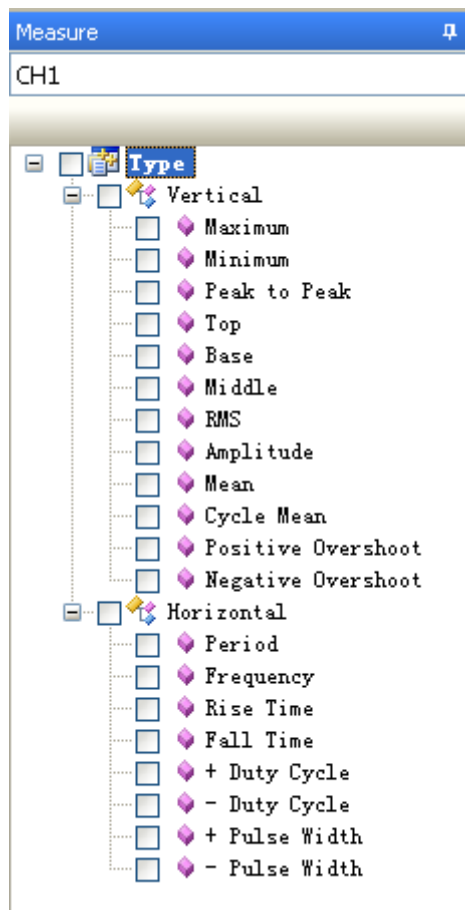 Measure
CH1
Type
Vertical
Maximum
Minimum
Peak to Peak
Top
Base
Middle
RMS
Amplitude
Mean
Cycle Mean
Positive Overshoot
Negative Overshoot
Horizontal
Period
Frequency
Rise Time
Fall Time
+ Duty Cycle
- Duty Cycle
+ Pulse Width
- Pulse Width